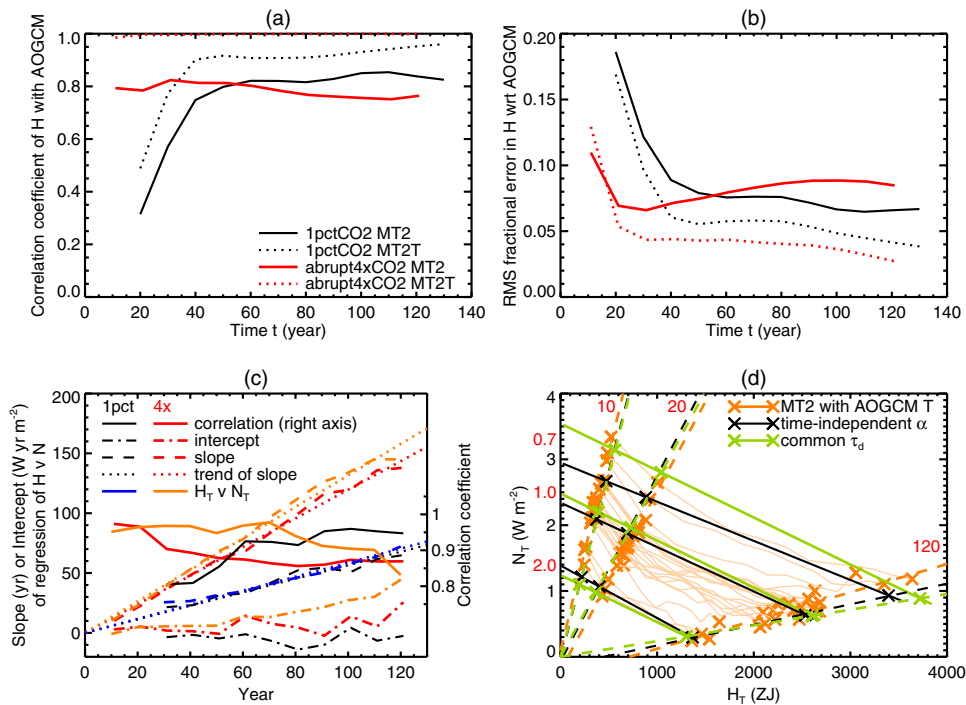 (a)
Correlation coefficient of H with AOGCM
1.0
0.8
0.6
0.4
0.2
0.0
1pctCO2 MT2
1pctCO2 MT2T
abrupt4xCO2 MT2
abrupt4xCO2 MT2T
0 20 40 60 80 100 120 140
Time t (year)
(b)
RMS fractional error in H wrt AOGCM
0.20
0.15
0.10
0.05
0.00
0 20 40 60 80 100 120 140
Time t (year)
(c)
Slope (yr) or Intercept (W yr m⁻²)
of regression of H v N
200
150
100
50
0
1pct 4x
correlation (right axis)
intercept
slope
trend of slope
H_T v N_T
1
0.9
0.8
Correlation coefficient
0 20 40 60 80 100 120
Year
(d)
N_T (W m⁻²)
4
3
2
1
0
10
20
0.7
1.0
2.0
120
MT2 with AOGCM T
time-independent α
common τ_d
0 1000 2000 3000 4000
H_T (ZJ)